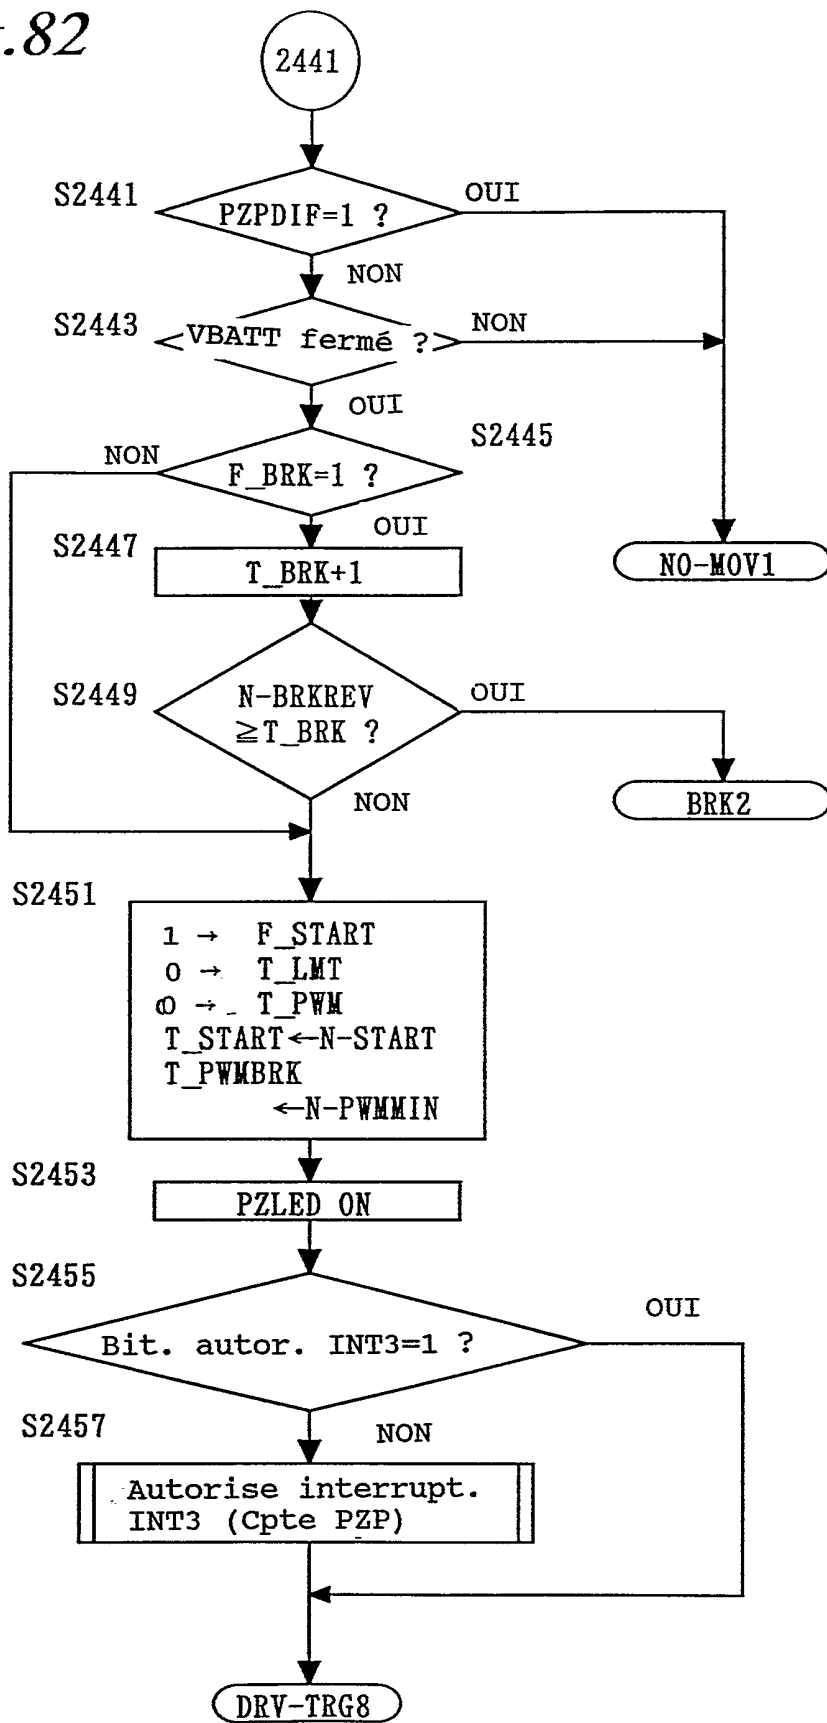 .82
2441
S2441
PZPDIF=1 ?
OUI
NON
S2443
VBATT fermé ?
NON
OUI
S2445
NON
F_BRK=1 ?
OUI
S2447
T_BRK+1
NO-MOV1
S2449
N-BRKREV
≧T_BRK ?
OUI
BRK2
NON
S2451
1 → F_START
0 → T_LMT
0 → T_PWM
T_START←N-START
T_PWMBRK
←N-PWMMIN
S2453
PZLED ON
S2455
Bit. autor. INT3=1 ?
OUI
S2457
NON
Autorise interrupt.
INT3 (Cpte PZP)
DRV-TRG8